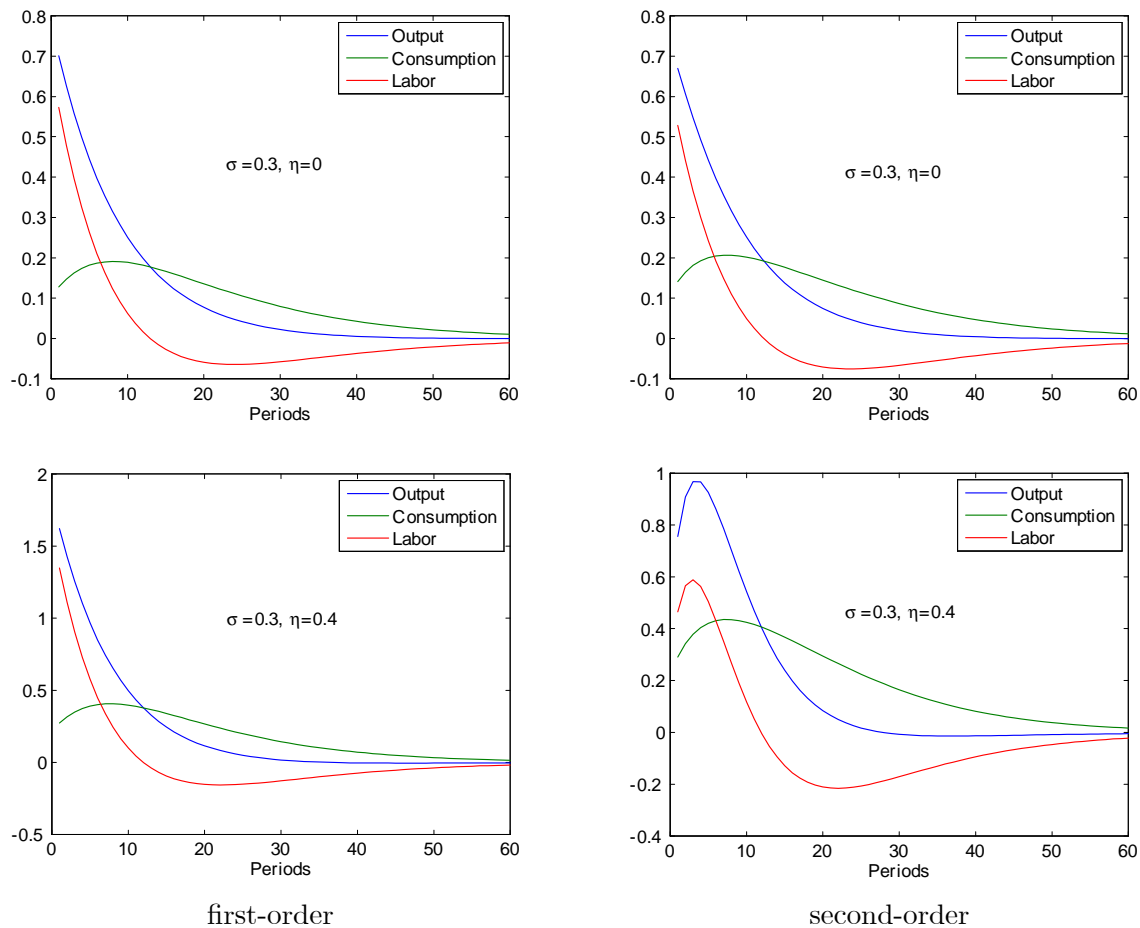 0.8
0.7
0.6
0.5
0.4
0.3
0.2
0.1
0
-0.1
0 10 20 30 40 50 60
Periods
Output
Consumption
Labor
σ=0.3, η=0
0.8
0.7
0.6
0.5
0.4
0.3
0.2
0.1
0
-0.1
0 10 20 30 40 50 60
Periods
Output
Consumption
Labor
σ=0.3, η=0
2
1.5
1
0.5
0
-0.5
0 10 20 30 40 50 60
Periods
Output
Consumption
Labor
σ=0.3, η=0.4
1
0.8
0.6
0.4
0.2
0
-0.2
-0.4
0 10 20 30 40 50 60
Periods
Output
Consumption
Labor
σ=0.3, η=0.4
first-order
second-order